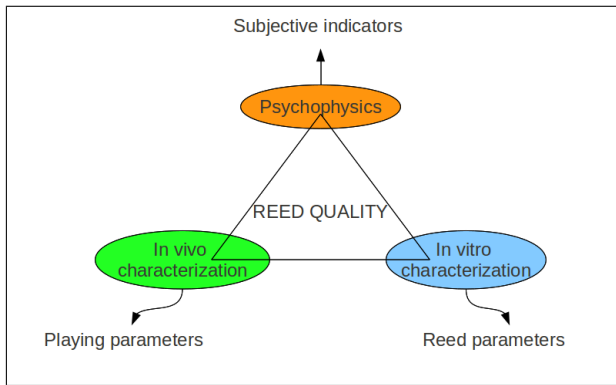 Subjective indicators
Psychophysics
REED QUALITY
In vivo
characterization
In vitro
characterization
Playing parameters
Reed parameters